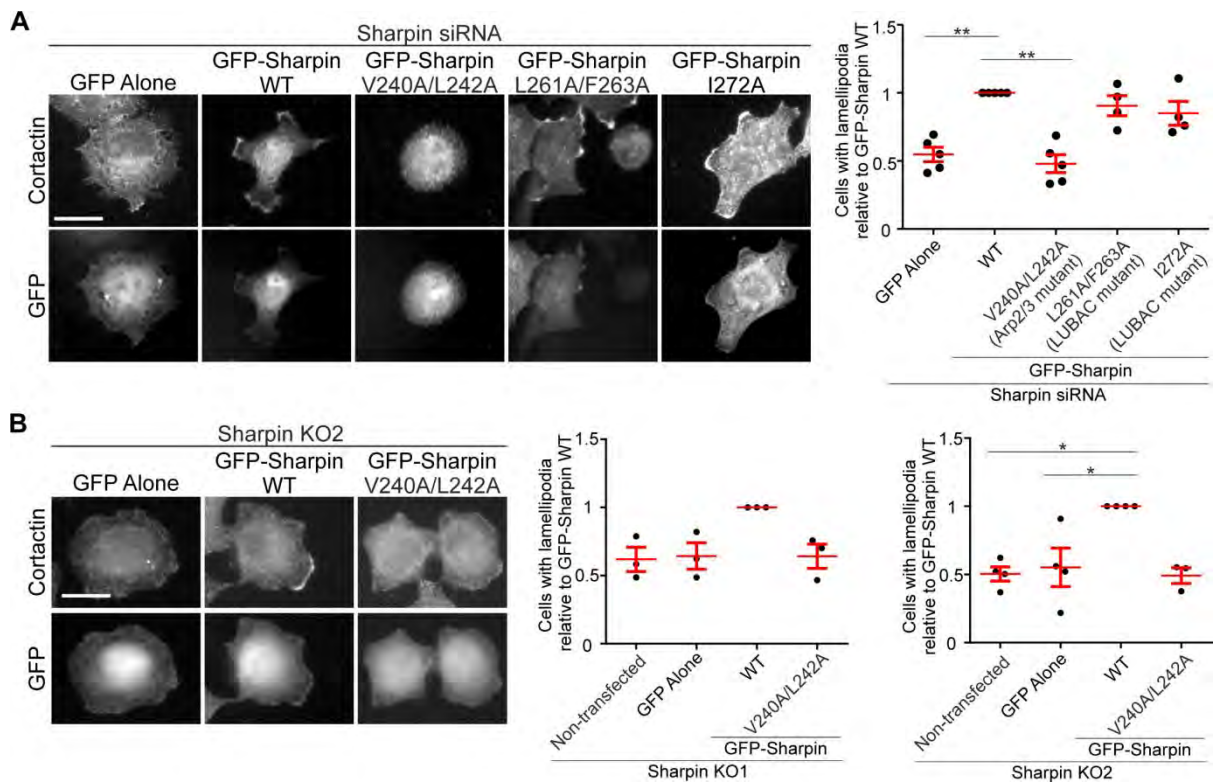 A
Sharpin siRNA
GFP Alone
GFP-Sharpin
WT
GFP-Sharpin
V240A/L242A
GFP-Sharpin
L261A/F263A
GFP-Sharpin
I272A
Cortactin
GFP
Cells with lamellipodia
relative to GFP-Sharpin WT
1.5
1
0.5
0
**
**
GFP Alone
WT
V240A/L242A
(Arp2/3 mutant)
L261A/F263A
(LUBAC mutant)
I272A
(LUBAC mutant)
GFP-Sharpin
Sharpin siRNA
B
Sharpin KO2
GFP Alone
GFP-Sharpin
WT
GFP-Sharpin
V240A/L242A
Cortactin
GFP
Cells with lamellipodia
relative to GFP-Sharpin WT
1.5
1
0.5
0
Non-transfected
GFP Alone
WT
V240A/L242A
GFP-Sharpin
Sharpin KO1
Cells with lamellipodia
relative to GFP-Sharpin WT
1.5
1
0.5
0
*
*
Non-transfected
GFP Alone
WT
V240A/L242A
GFP-Sharpin
Sharpin KO2